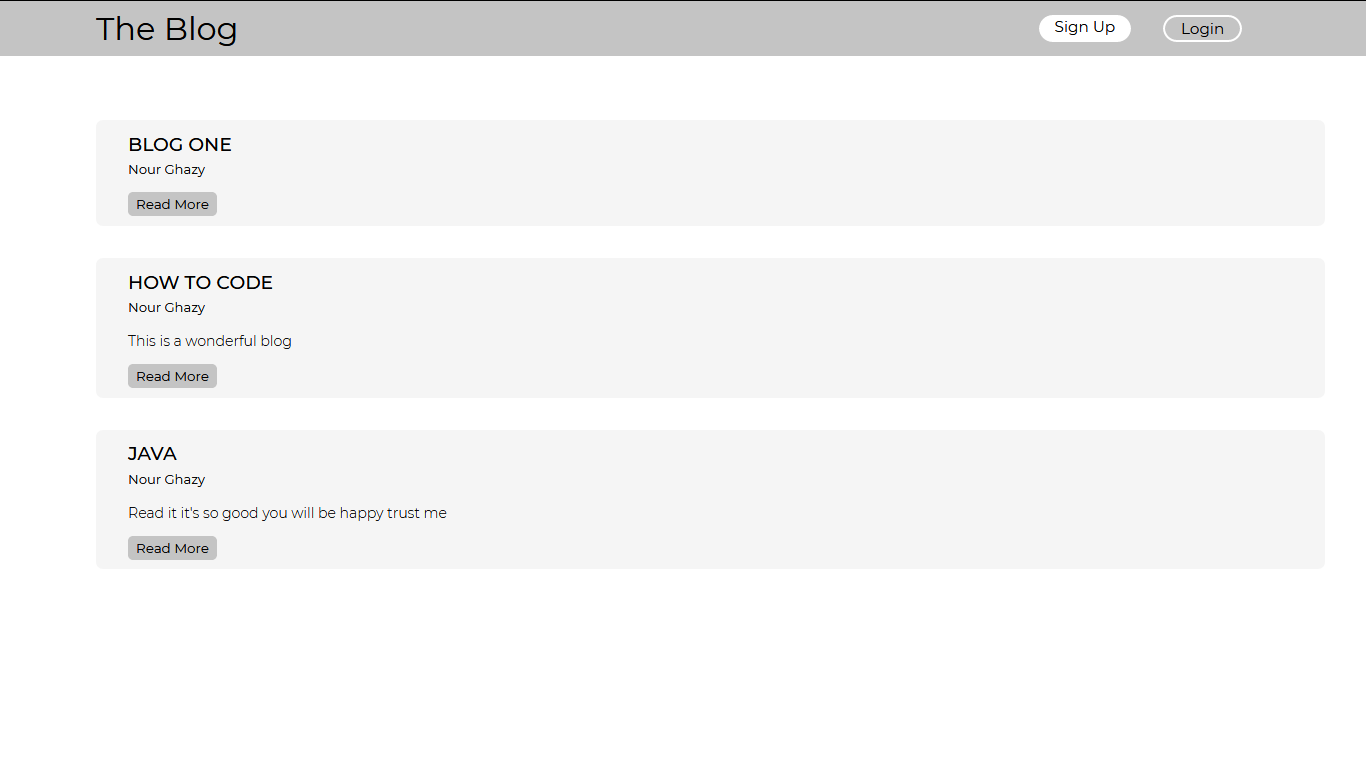 The Blog
Sign Up
Login
BLOG ONE
Nour Ghazy
Read More
HOW TO CODE
Nour Ghazy
This is a wonderful blog
Read More
JAVA
Nour Ghazy
Read it it's so good you will be happy trust me
Read More